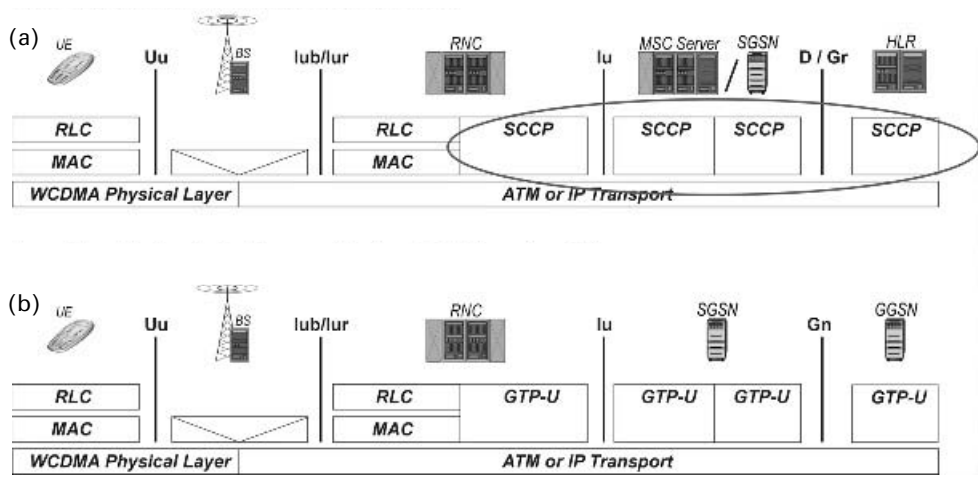 (a)
UE
Uu
BS
Iub/Iur
RNC
Iu
MSC Server
SGSN
D / Gr
HLR
RLC
RLC
SCCP
SCCP
SCCP
SCCP
MAC
MAC
WCDMA Physical Layer
ATM or IP Transport
(b)
UE
Uu
BS
Iub/Iur
RNC
Iu
SGSN
Gn
GGSN
RLC
RLC
GTP-U
GTP-U
GTP-U
GTP-U
MAC
MAC
WCDMA Physical Layer
ATM or IP Transport